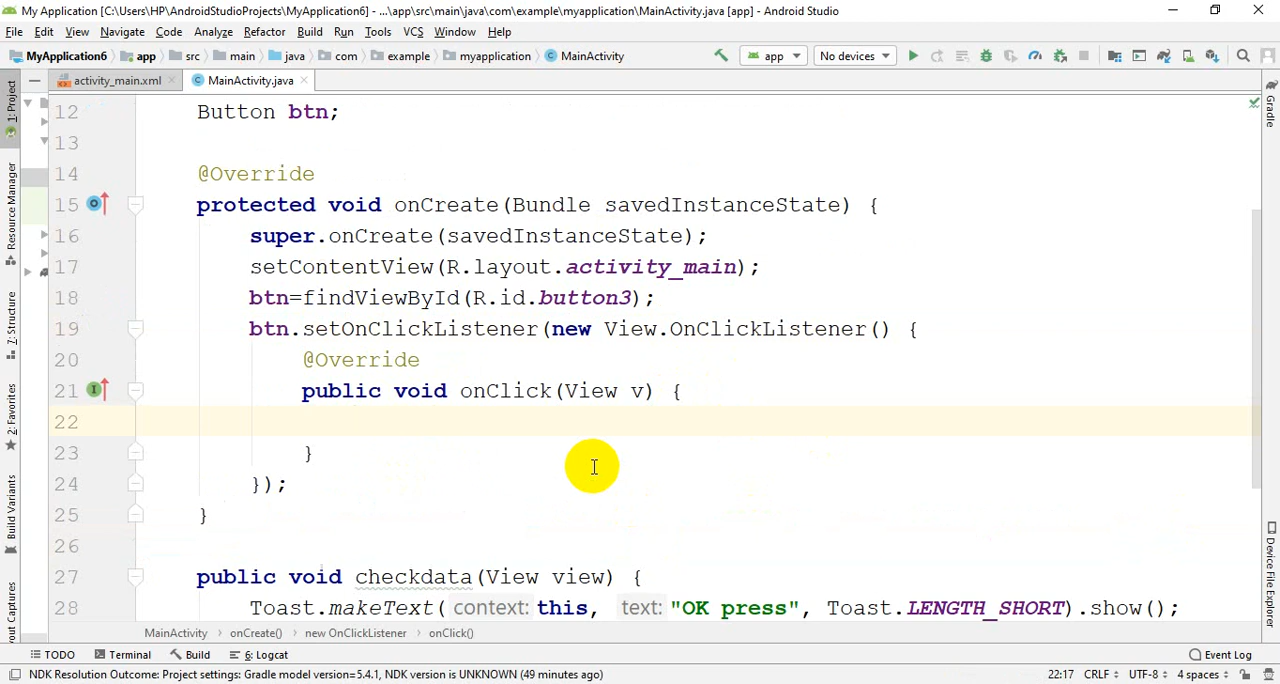 My Application [C:\Users\HP\AndroidStudioProjects\MyApplication6] - ...\app\src\main\java\com\example\myapplication\MainActivity.java [app] - Android Studio
File Edit View Navigate Code Analyze Refactor Build Run Tools VCS Window Help
MyApplication6 app src main java com example myapplication MainActivity app No devices
activity_main.xml MainActivity.java
1: Project
Resource Manager
Z: Structure
2: Favorites
Build Variants
out Captures
12 Button btn;
13
14 @Override
15 protected void onCreate(Bundle savedInstanceState) {
16 super.onCreate(savedInstanceState);
17 setContentView(R.layout.activity_main);
18 btn=findViewById(R.id.button3);
19 btn.setOnClickListener(new View.OnClickListener() {
20 @Override
21 public void onClick(View v) {
22
23 }
24 });
25 }
26
27 public void checkdata(View view) {
28 Toast.makeText( context: this, text: "OK press", Toast.LENGTH_SHORT).show();
Gradle
Device File Explorer
MainActivity onCreate() new OnClickListener onClick()
TODO Terminal Build 6: Logcat Event Log
NDK Resolution Outcome: Project settings: Gradle model version=5.4.1, NDK version is UNKNOWN (49 minutes ago) 22:17 CRLF UTF-8 4 spaces